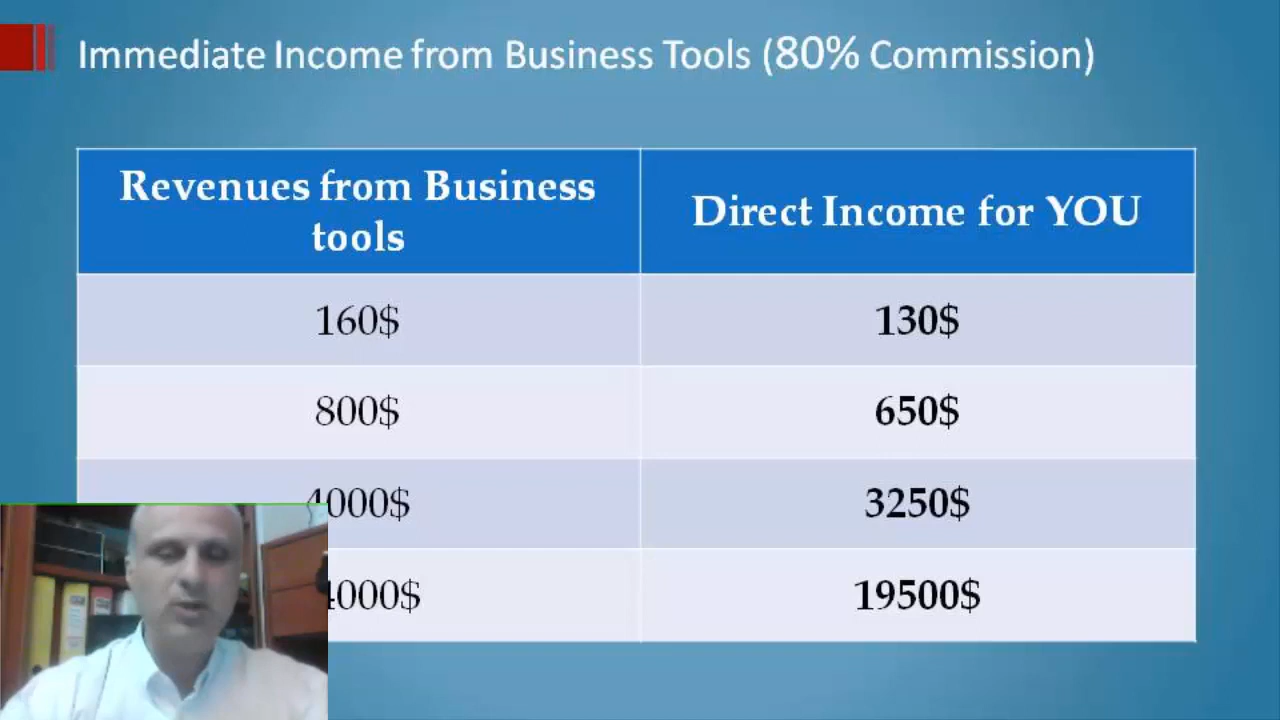 Immediate Income from Business Tools (80% Commission)
Revenues from Business
tools
Direct Income for YOU
160$
130$
800$
650$
4000$
3250$
19500$